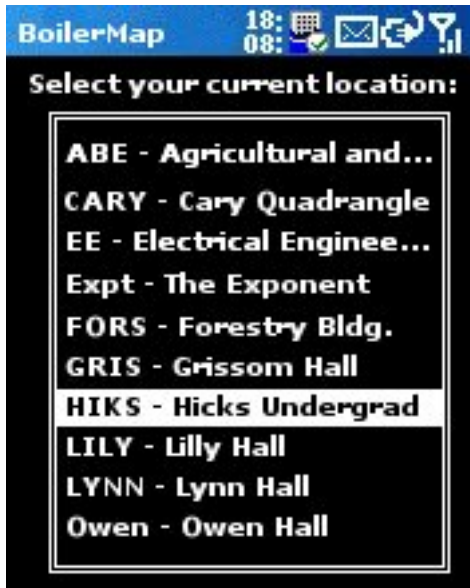 BoilerMap 18:
08:
Select your current location:
ABE - Agricultural and...
CARY - Cary Quadrangle
EE - Electrical Enginee...
Expt - The Exponent
FORS - Forestry Bldg.
GRIS - Grissom Hall
HIKS - Hicks Undergrad
LILY - Lilly Hall
LYNN - Lynn Hall
Owen - Owen Hall